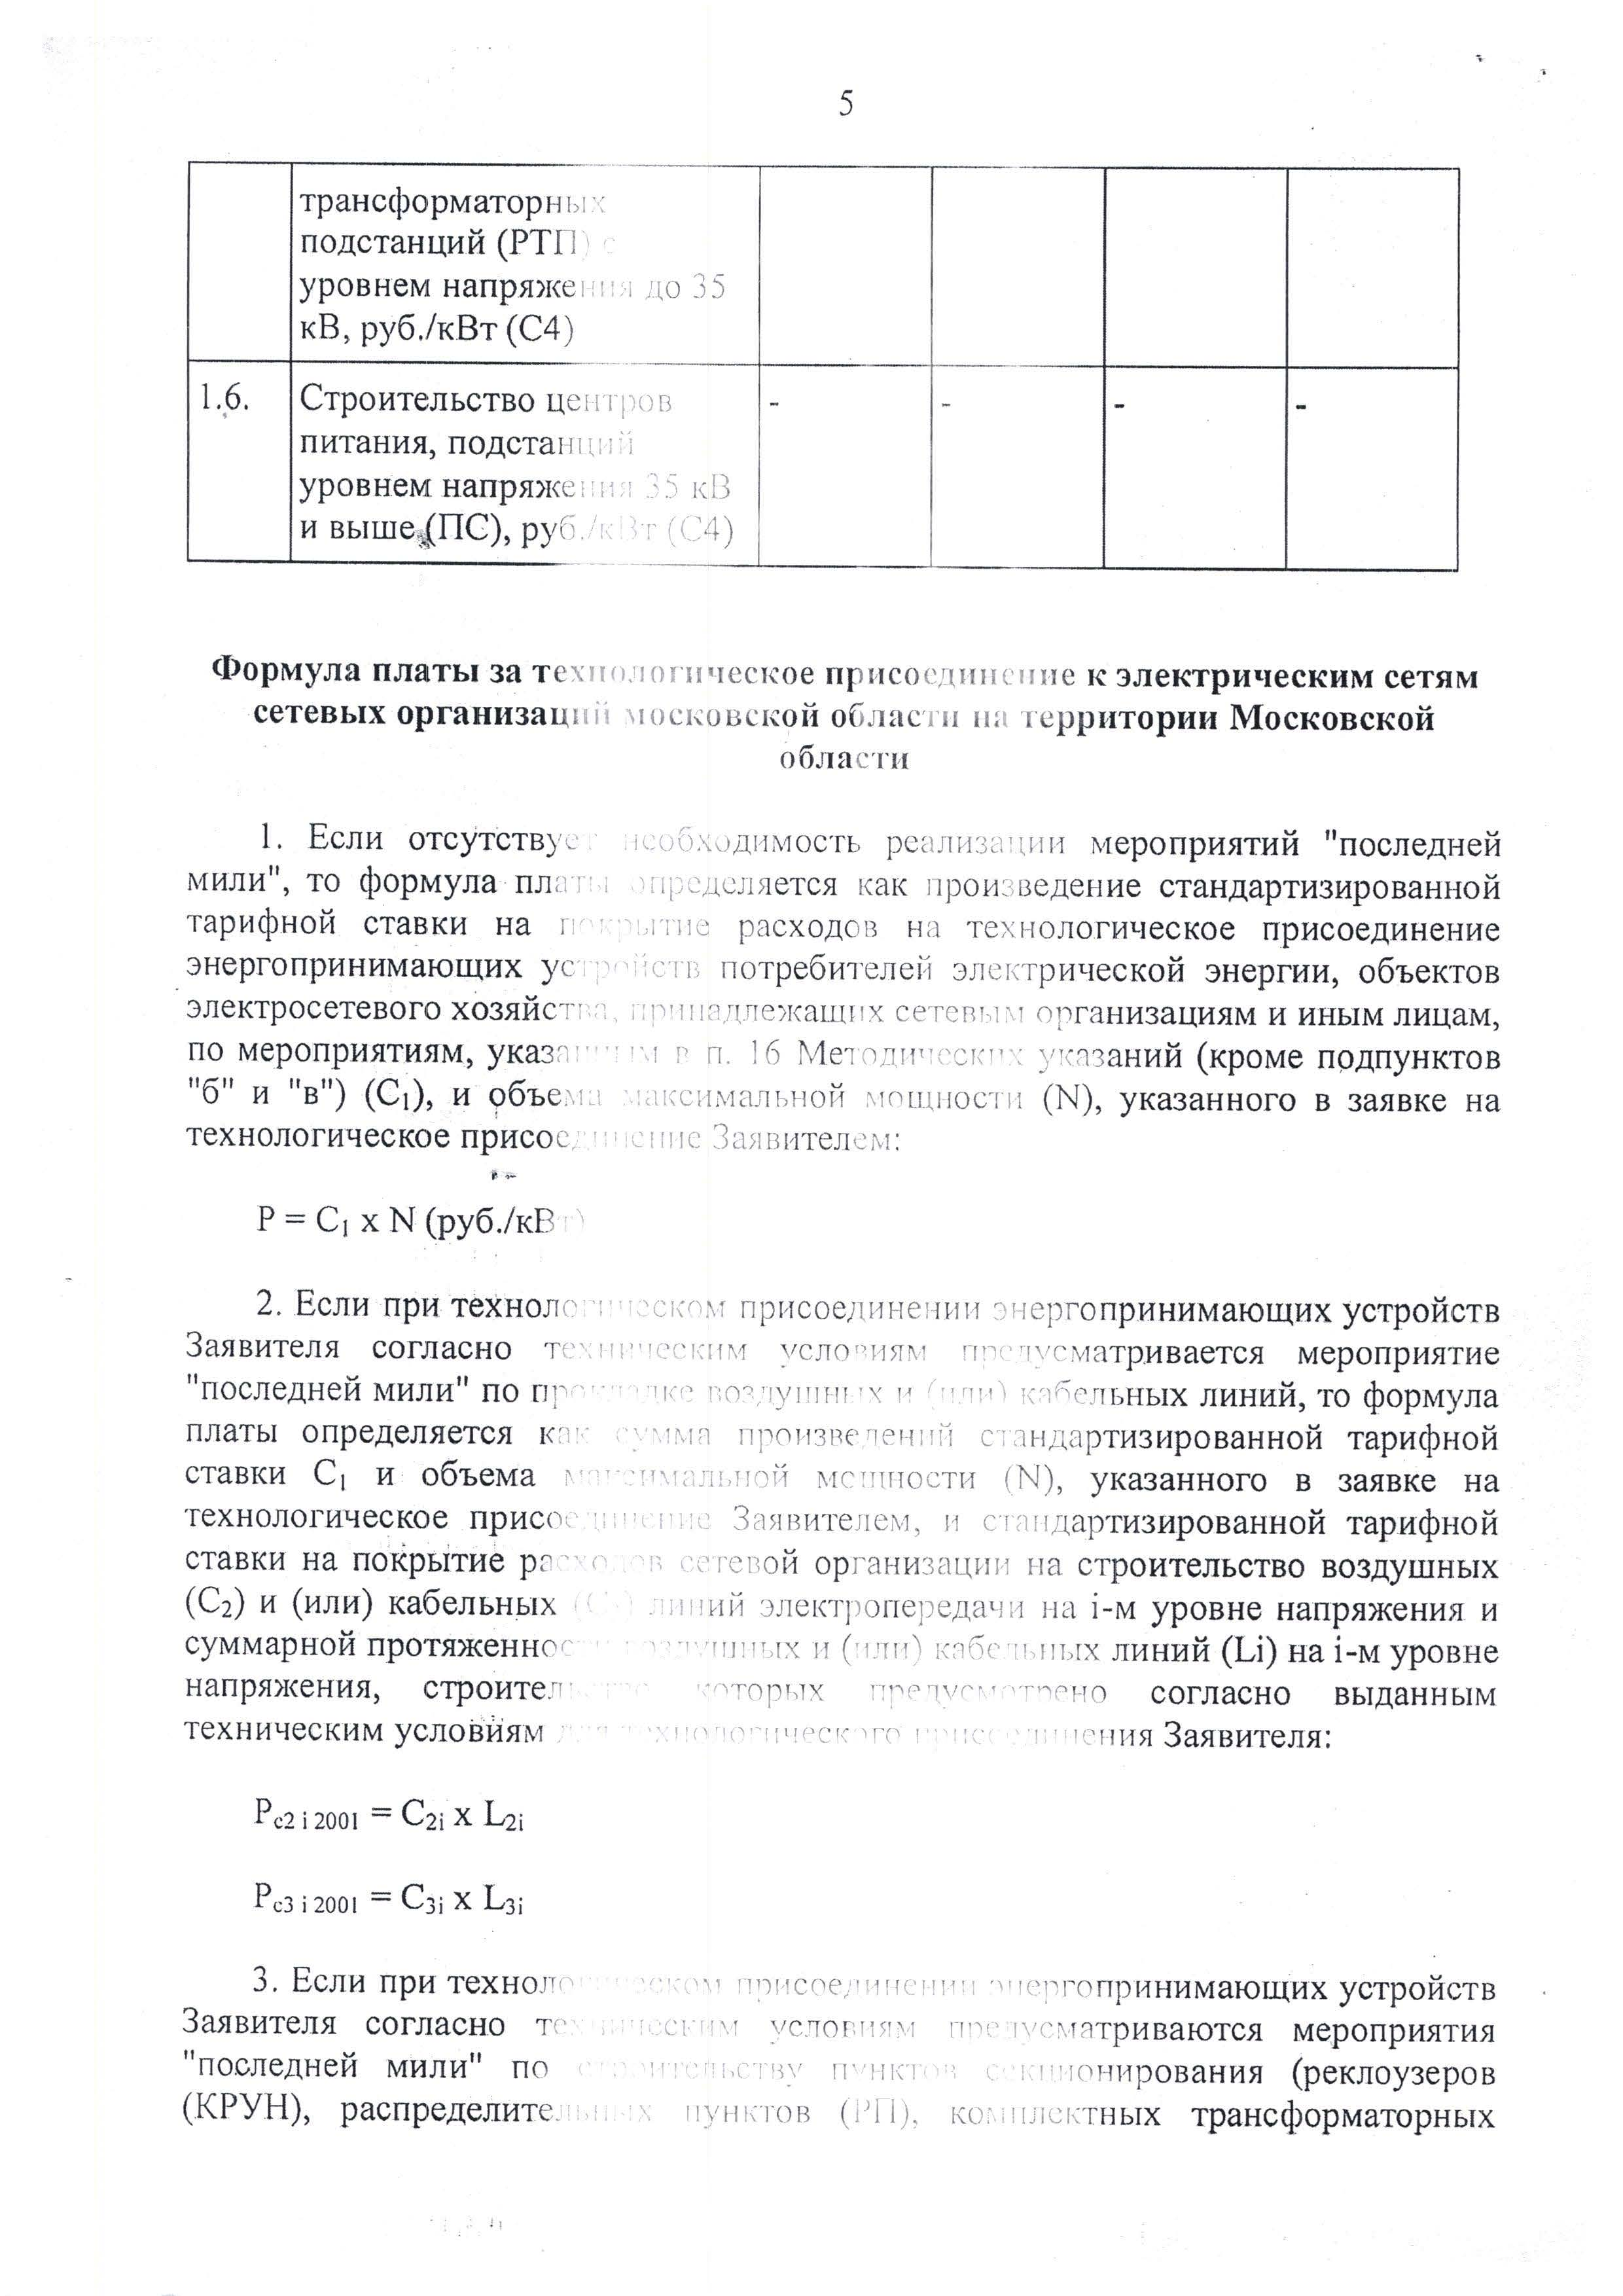 5
трансформаторных
подстанций (РТП) с
уровнем напряжения до 35
кВ, руб./кВт (С4)
1.6. Строительство центров - - - -
питания, подстанций
уровнем напряжения 35 кВ
и выше (ПС), руб./кВт (С4)
Формула платы за технологическое присоединение к электрическим сетям
сетевых организаций московской области на территории Московской
области
1. Если отсутствует необходимость реализации мероприятий "последней
мили", то формула платы определяется как произведение стандартизированной
тарифной ставки на покрытие расходов на технологическое присоединение
энергопринимающих устройств потребителей электрической энергии, объектов
электросетевого хозяйства, принадлежащих сетевым организациям и иным лицам,
по мероприятиям, указанным в п. 16 Методических указаний (кроме подпунктов
"б" и "в") (С₁), и объема максимальной мощности (N), указанного в заявке на
технологическое присоединение Заявителем:
P = C₁ x N (руб./кВт)
2. Если при технологическом присоединении энергопринимающих устройств
Заявителя согласно техническим условиям предусматривается мероприятие
"последней мили" по прокладке воздушных и (или) кабельных линий, то формула
платы определяется как сумма произведений стандартизированной тарифной
ставки С₁ и объема максимальной мощности (N), указанного в заявке на
технологическое присоединение Заявителем, и стандартизированной тарифной
ставки на покрытие расходов сетевой организации на строительство воздушных
(С₂) и (или) кабельных линий электропередачи на i-м уровне напряжения и
суммарной протяженности воздушных и (или) кабельных линий (Li) на i-м уровне
напряжения, строительство которых предусмотрено согласно выданным
техническим условиям для технологического присоединения Заявителя:
Pc2 i 2001 = C2i x L2i
Pc3 i 2001 = C3i x L3i
3. Если при технологическом присоединении энергопринимающих устройств
Заявителя согласно техническим условиям предусматриваются мероприятия
"последней мили" по строительству пунктов секционирования (реклоузеров
(КРУН), распределительных пунктов (РП), комплектных трансформаторных